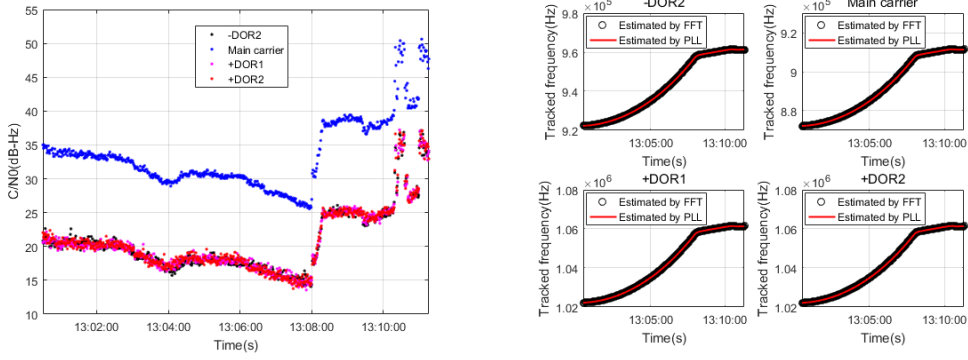 55
50
45
40
35
30
25
20
15
10
C/N0(dB-Hz)
-DOR2
Main carrier
+DOR1
+DOR2
13:02:00 13:04:00 13:06:00 13:08:00 13:10:00
Time(s)
-DOR2
9.8 ×10⁵
9.6
9.4
9.2
Tracked frequency(Hz)
Estimated by FFT
Estimated by PLL
13:05:00 13:10:00
Time(s)
Main carrier
9.2 ×10⁵
9
8.8
Tracked frequency(Hz)
Estimated by FFT
Estimated by PLL
13:05:00 13:10:00
Time(s)
+DOR1
1.08 ×10⁶
1.06
1.04
1.02
Tracked frequency(Hz)
Estimated by FFT
Estimated by PLL
13:05:00 13:10:00
Time(s)
+DOR2
1.08 ×10⁶
1.06
1.04
1.02
Tracked frequency(Hz)
Estimated by FFT
Estimated by PLL
13:05:00 13:10:00
Time(s)